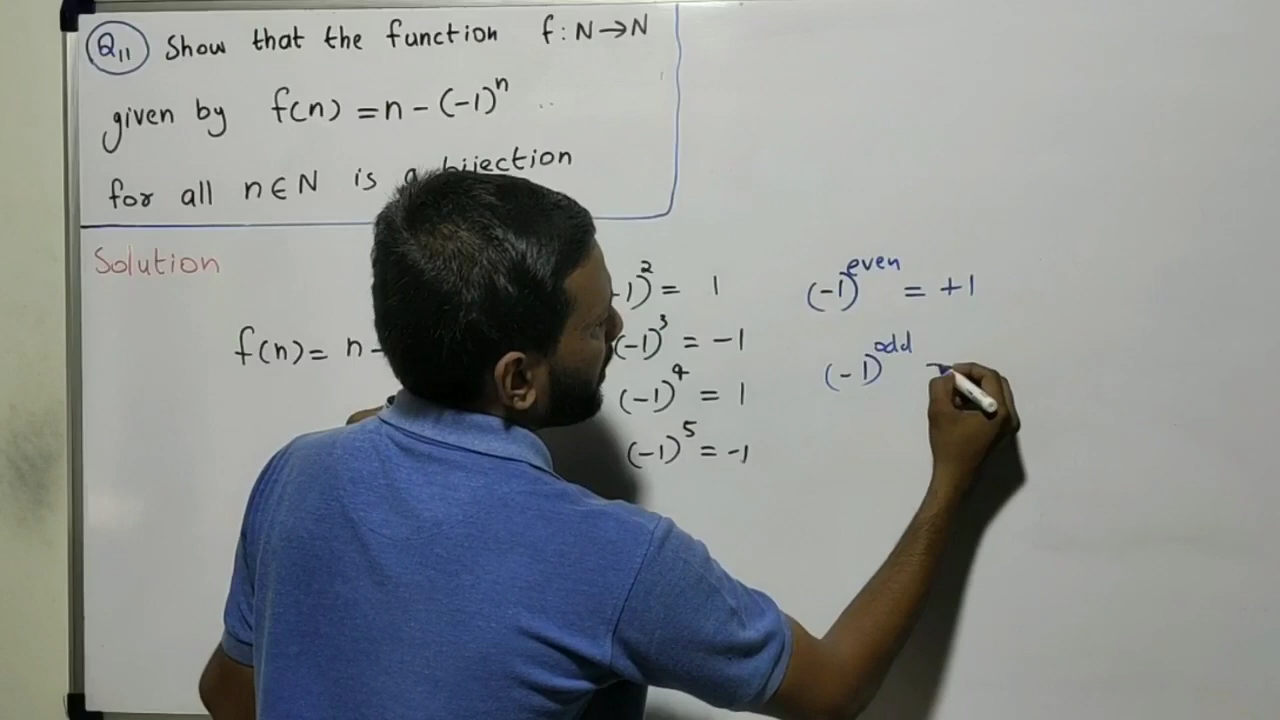 Q11 Show that the function f : N → N
given by f(n) = n - (-1)ⁿ
for all n ∈ N is bijection
Solution
f(n) = n -
-1)² = 1
(-1)³ = -1
(-1)⁴ = 1
(-1)⁵ = -1
(-1)^even = +1
(-1)^odd